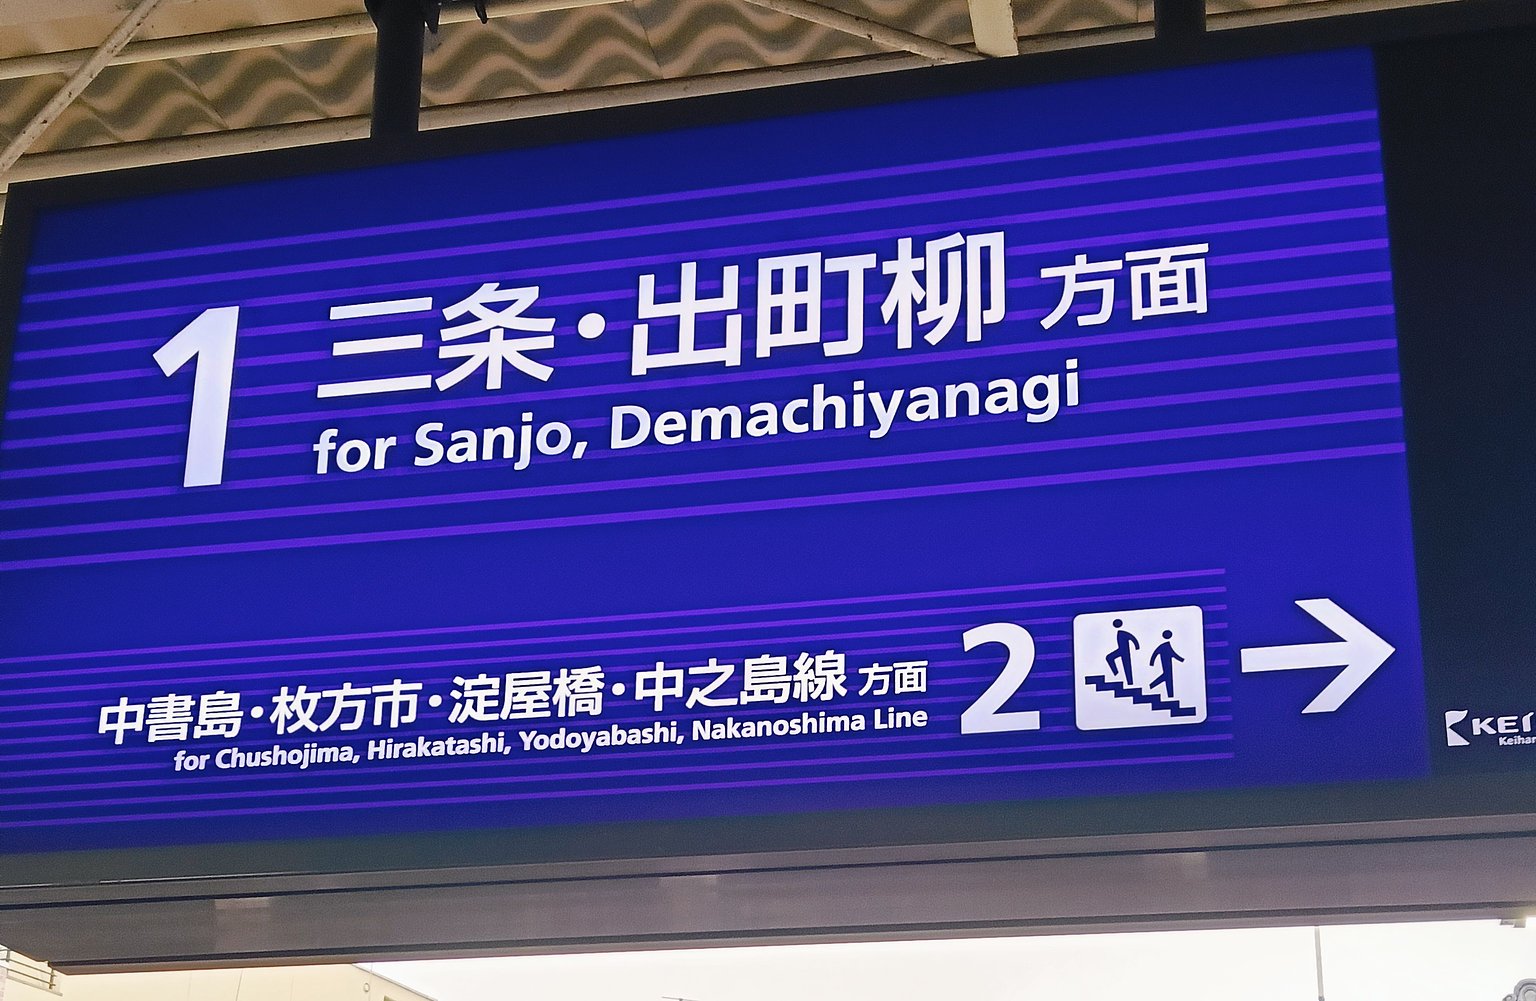 1 三条・出町柳 方面
for Sanjo, Demachiyanagi
中書島・枚方市・淀屋橋・中之島線 方面 2
for Chushojima, Hirakatashi, Yodoyabashi, Nakanoshima Line